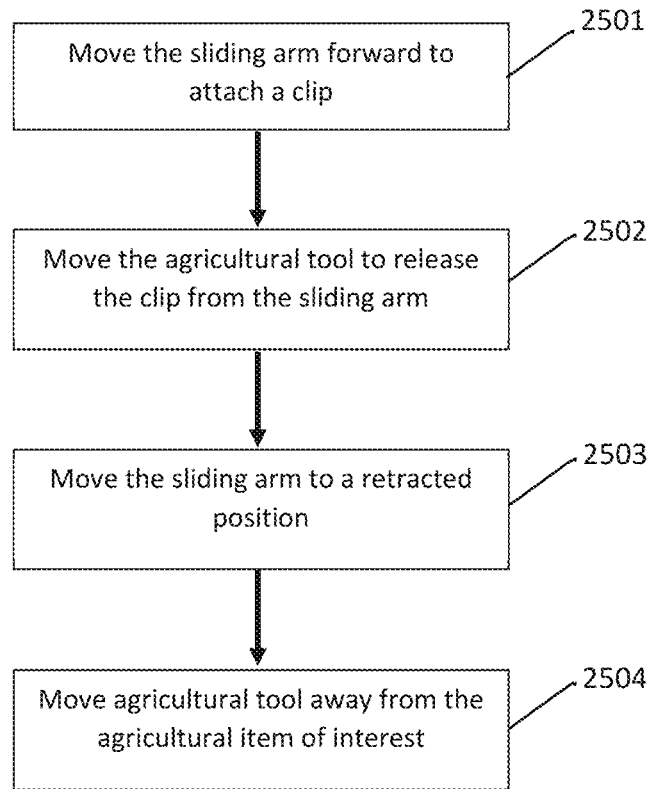 2501
Move the sliding arm forward to
attach a clip
2502
Move the agricultural tool to release
the clip from the sliding arm
2503
Move the sliding arm to a retracted
position
2504
Move agricultural tool away from the
agricultural item of interest